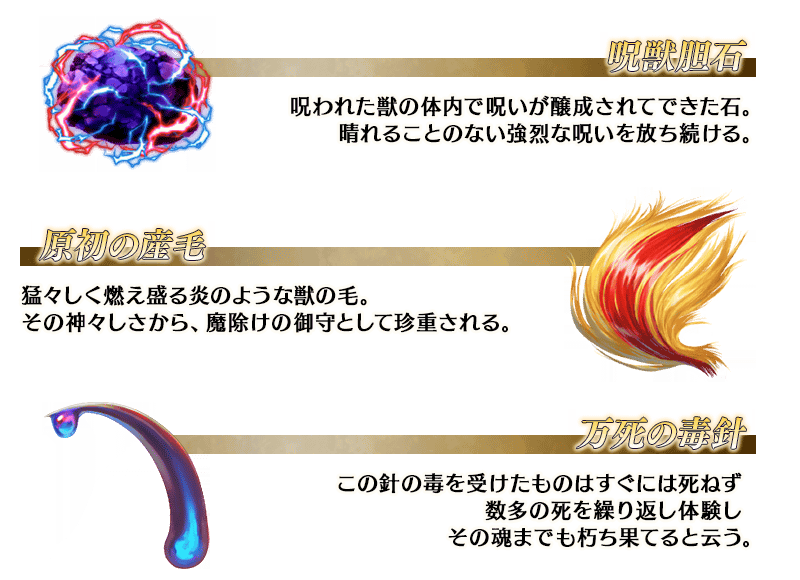 呪獣胆石
呪われた獣の体内で呪いが醸成されてできた石。
晴れることのない強烈な呪いを放ち続ける。
原初の産毛
猛々しく燃え盛る炎のような獣の毛。
その神々しさから、魔除けの御守として珍重される。
万死の毒針
この針の毒を受けたものはすぐには死ねず
数多の死を繰り返し体験し
その魂までも朽ち果てると云う。